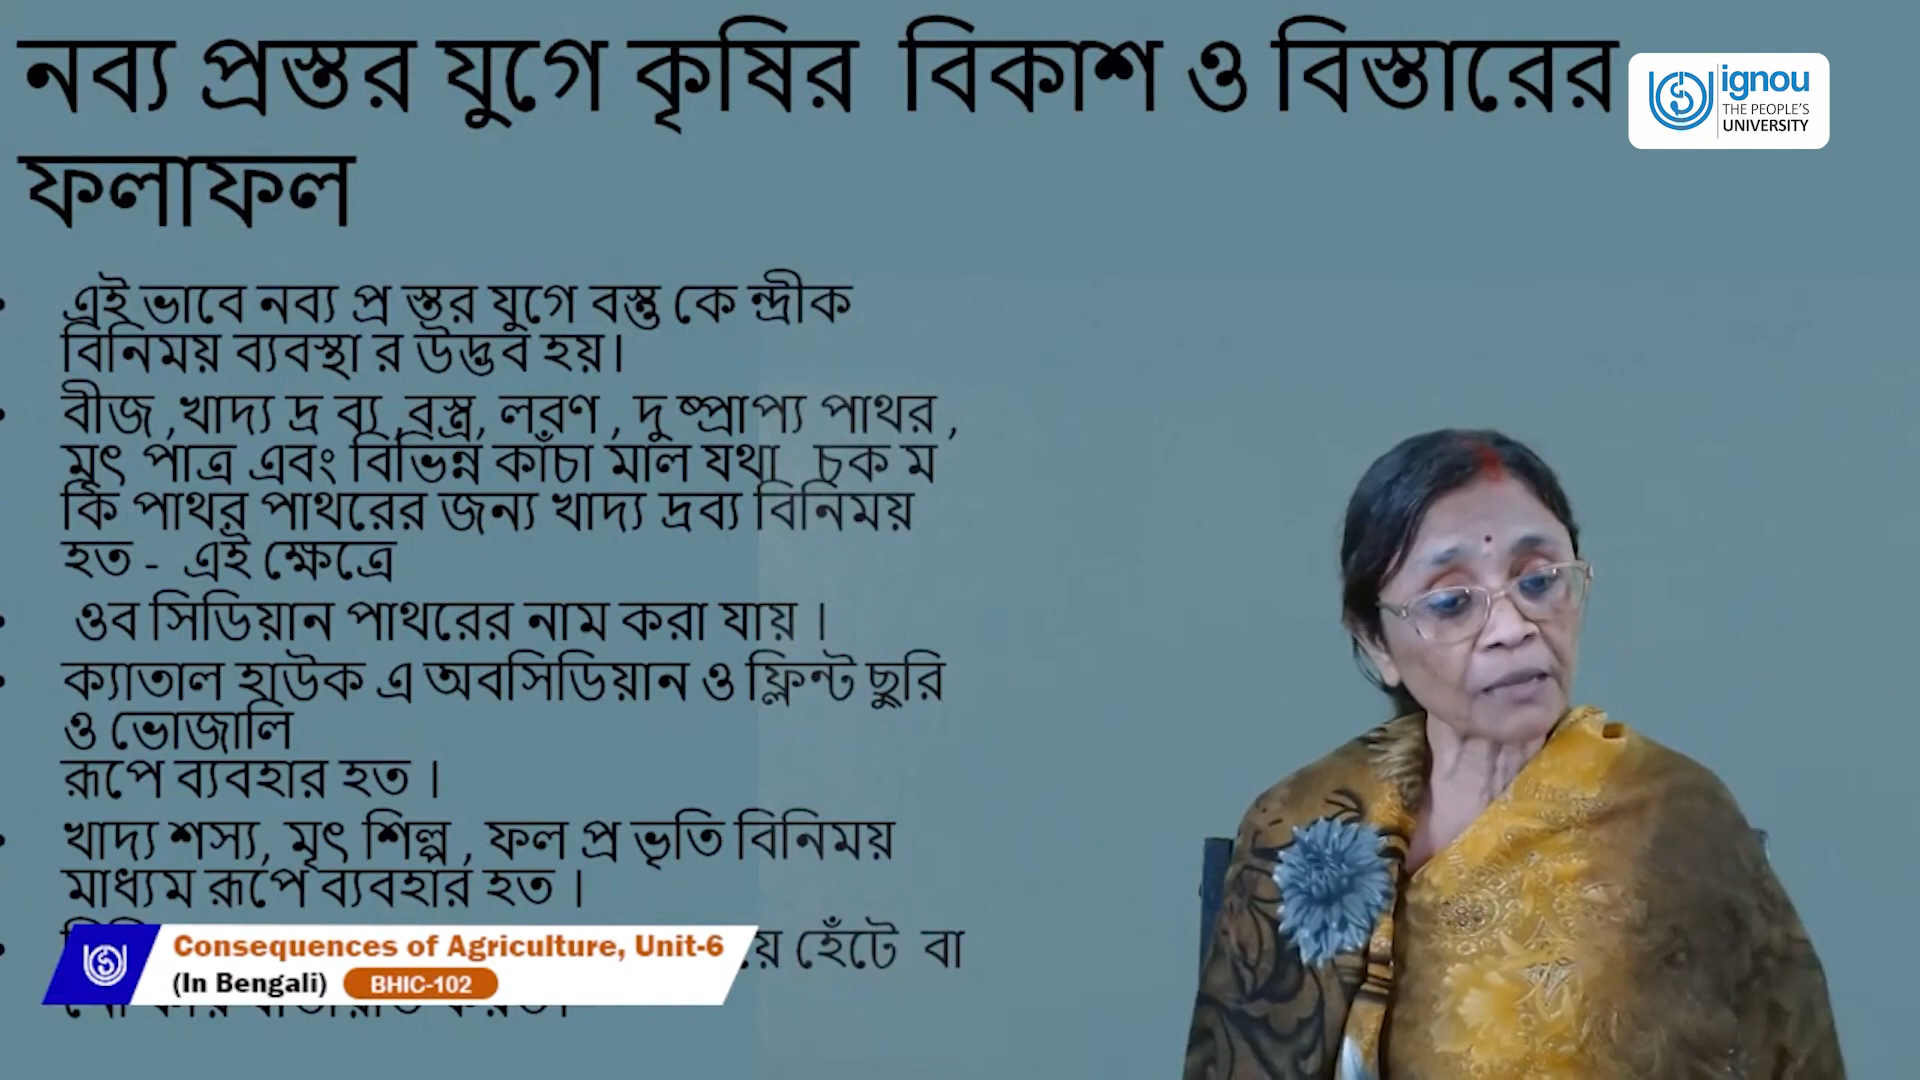 নব্য প্রস্তর যুগে কৃষির বিকাশ ও বিস্তারের
ফলাফল
ignou
THE PEOPLE'S
UNIVERSITY
এই ভাবে নব্য প্র স্তর যুগে বস্তু কে ন্দ্রীক
বিনিময় ব্যবস্থা র উদ্ভব হয়।
বীজ ,খাদ্য দ্র ব্য ,বস্ত্র, লবণ , দু ষ্প্রাপ্য পাথর ,
মৃৎ পাত্র এবং বিভিন্ন কাঁচা মাল যথা চক ম
কি পাথর পাথরের জন্য খাদ্য দ্রব্য বিনিময়
হত - এই ক্ষেত্রে
ওব সিডিয়ান পাথরের নাম করা যায় ।
ক্যাতাল হাউক এ অবসিডিয়ান ও ফ্লিন্ট ছুরি
ও ভোজালি
রূপে ব্যবহার হত ।
খাদ্য শস্য, মৃৎ শিল্প , ফল প্র ভৃতি বিনিময়
মাধ্যম রূপে ব্যবহার হত ।
হেঁটে বা
Consequences of Agriculture, Unit-6
(In Bengali) BHIC-102